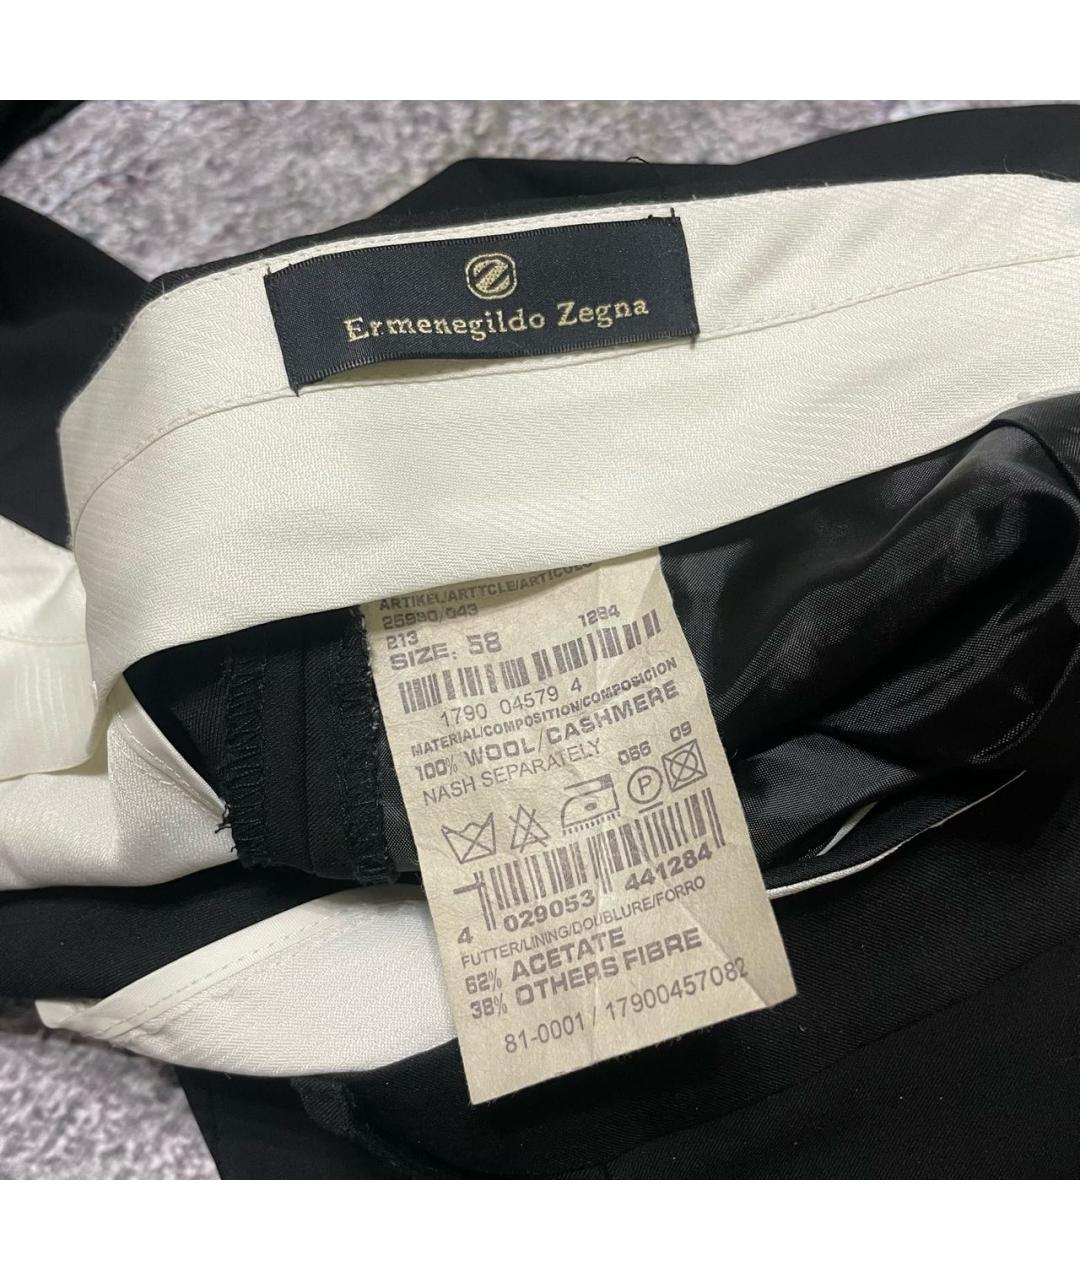 Z
Ermenegildo Zegna
ARTIKEL/ARTTCLE/ARTICULO
25990/043
213 1284
SIZE: 58
1790 04579 4
MATERIAL/COMPOSITION/COMPOSICION
100% WOOL/CASHMERE
NASH SEPARATELY 056 09
P
4 029053 441284
FUTTER/LINING/DOUBLURE/FORRO
62% ACETATE
38% OTHERS FIBRE
81-0001 / 17900457082